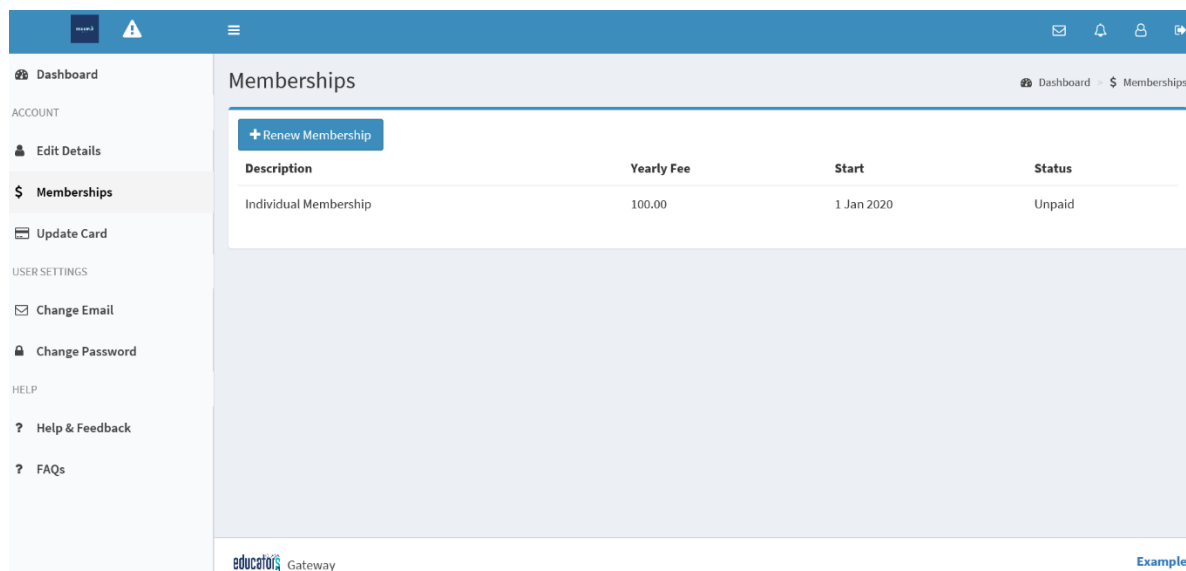 Dashboard
Memberships
Dashboard > $ Memberships
ACCOUNT
Edit Details
$ Memberships
Update Card
USER SETTINGS
Change Email
Change Password
HELP
? Help & Feedback
? FAQs
+ Renew Membership
Description Yearly Fee Start Status
Individual Membership 100.00 1 Jan 2020 Unpaid
educators Gateway
Example